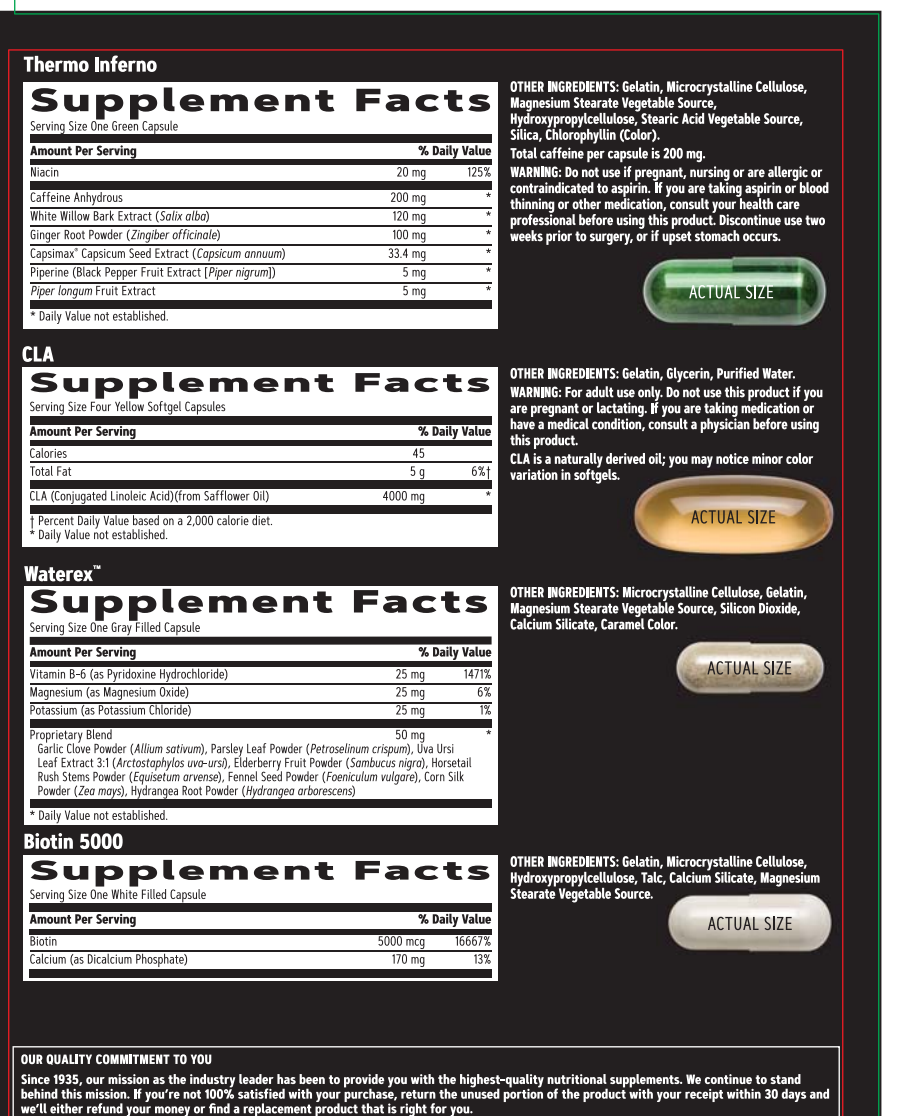 Thermo Inferno
Supplement Facts
Serving Size One Green Capsule
Amount Per Serving % Daily Value
Niacin 20 mg 125%
Caffeine Anhydrous 200 mg *
White Willow Bark Extract (Salix alba) 120 mg *
Ginger Root Powder (Zingiber officinale) 100 mg *
Capsimax® Capsicum Seed Extract (Capsicum annuum) 33.4 mg *
Piperine (Black Pepper Fruit Extract [Piper nigrum]) 5 mg *
Piper longum Fruit Extract 5 mg *
* Daily Value not established.
OTHER INGREDIENTS: Gelatin, Microcrystalline Cellulose,
Magnesium Stearate Vegetable Source,
Hydroxypropylcellulose, Stearic Acid Vegetable Source,
Silica, Chlorophyllin (Color).
Total caffeine per capsule is 200 mg.
WARNING: Do not use if pregnant, nursing or are allergic or
contraindicated to aspirin. If you are taking aspirin or blood
thinning or other medication, consult your health care
professional before using this product. Discontinue use two
weeks prior to surgery, or if upset stomach occurs.
ACTUAL SIZE
CLA
Supplement Facts
Serving Size Four Yellow Softgel Capsules
Amount Per Serving % Daily Value
Calories 45
Total Fat 5 g 6%†
CLA (Conjugated Linoleic Acid)(from Safflower Oil) 4000 mg *
† Percent Daily Value based on a 2,000 calorie diet.
* Daily Value not established.
OTHER INGREDIENTS: Gelatin, Glycerin, Purified Water.
WARNING: For adult use only. Do not use this product if you
are pregnant or lactating. If you are taking medication or
have a medical condition, consult a physician before using
this product.
CLA is a naturally derived oil; you may notice minor color
variation in softgels.
ACTUAL SIZE
Waterex™
Supplement Facts
Serving Size One Gray Filled Capsule
Amount Per Serving % Daily Value
Vitamin B-6 (as Pyridoxine Hydrochloride) 25 mg 1471%
Magnesium (as Magnesium Oxide) 25 mg 6%
Potassium (as Potassium Chloride) 25 mg 1%
Proprietary Blend 50 mg *
Garlic Clove Powder (Allium sativum), Parsley Leaf Powder (Petroselinum crispum), Uva Ursi
Leaf Extract 3:1 (Arctostaphylos uva-ursi), Elderberry Fruit Powder (Sambucus nigra), Horsetail
Rush Stems Powder (Equisetum arvense), Fennel Seed Powder (Foeniculum vulgare), Corn Silk
Powder (Zea mays), Hydrangea Root Powder (Hydrangea arborescens)
* Daily Value not established.
OTHER INGREDIENTS: Microcrystalline Cellulose, Gelatin,
Magnesium Stearate Vegetable Source, Silicon Dioxide,
Calcium Silicate, Caramel Color.
ACTUAL SIZE
Biotin 5000
Supplement Facts
Serving Size One White Filled Capsule
Amount Per Serving % Daily Value
Biotin 5000 mcg 16667%
Calcium (as Dicalcium Phosphate) 170 mg 13%
OTHER INGREDIENTS: Gelatin, Microcrystalline Cellulose,
Hydroxypropylcellulose, Talc, Calcium Silicate, Magnesium
Stearate Vegetable Source.
ACTUAL SIZE
OUR QUALITY COMMITMENT TO YOU
Since 1935, our mission as the industry leader has been to provide you with the highest-quality nutritional supplements. We continue to stand
behind this mission. If you're not 100% satisfied with your purchase, return the unused portion of the product with your receipt within 30 days and
we'll either refund your money or find a replacement product that is right for you.